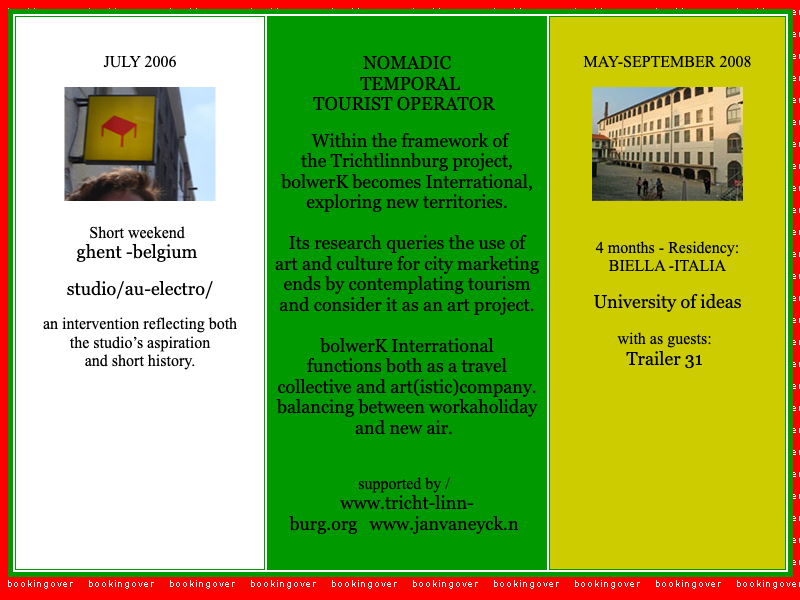 JULY 2006
Short weekend
ghent -belgium
studio/au-electro/
an intervention reflecting both
the studio's aspiration
and short history.
NOMADIC
TEMPORAL
TOURIST OPERATOR
Within the framework of
the Trichtlinnburg project,
bolwerK becomes Interrational,
exploring new territories.
Its research queries the use of
art and culture for city marketing
ends by contemplating tourism
and consider it as an art project.
bolwerK Interrational
functions both as a travel
collective and art(istic)company.
balancing between workaholiday
and new air.
supported by /
www.tricht-linn-
burg.org www.janvaneyck.n
MAY-SEPTEMBER 2008
4 months - Residency:
BIELLA -ITALIA
University of ideas
with as guests:
Trailer 31
bookingover bookingover bookingover bookingover bookingover bookingover bookingover bookingover bookingover bookingover